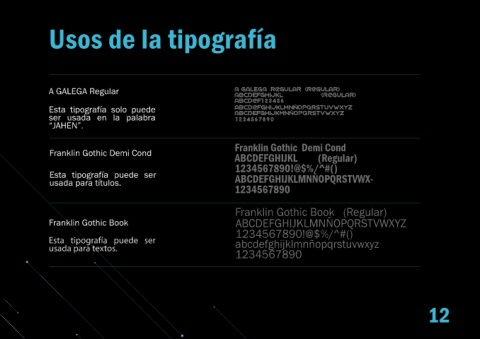 Usos de la tipografía
A GALEGA Regular
Esta tipografía solo puede
ser usada en la palabra
“JAHEN”.
A GALEGA REGULAR (REGULAR)
ABCDEFGHIJKL (REGULAR)
ABCDEF123456
ABCDEFGHIJKLMNÑOPQRSTUVWXYZ
ABCDEFGHIJKMNÑOPQRSTUVWXYZ
1234567890
Franklin Gothic Demi Cond
Esta tipografía puede ser
usada para títulos.
Franklin Gothic Demi Cond
ABCDEFGHIJKL (Regular)
1234567890!@$%/^#()
ABCDEFGHIJKLMNÑOPQRSTVWX-
1234567890
Franklin Gothic Book
Esta tipografía puede ser
usada para textos.
Franklin Gothic Book (Regular)
ABCDEFGHIJKLMNÑOPQRSTUVWXYZ
1234567890!@$%/^#()
abcdefghijklmnñopqrstuvwxyz
1234567890
12